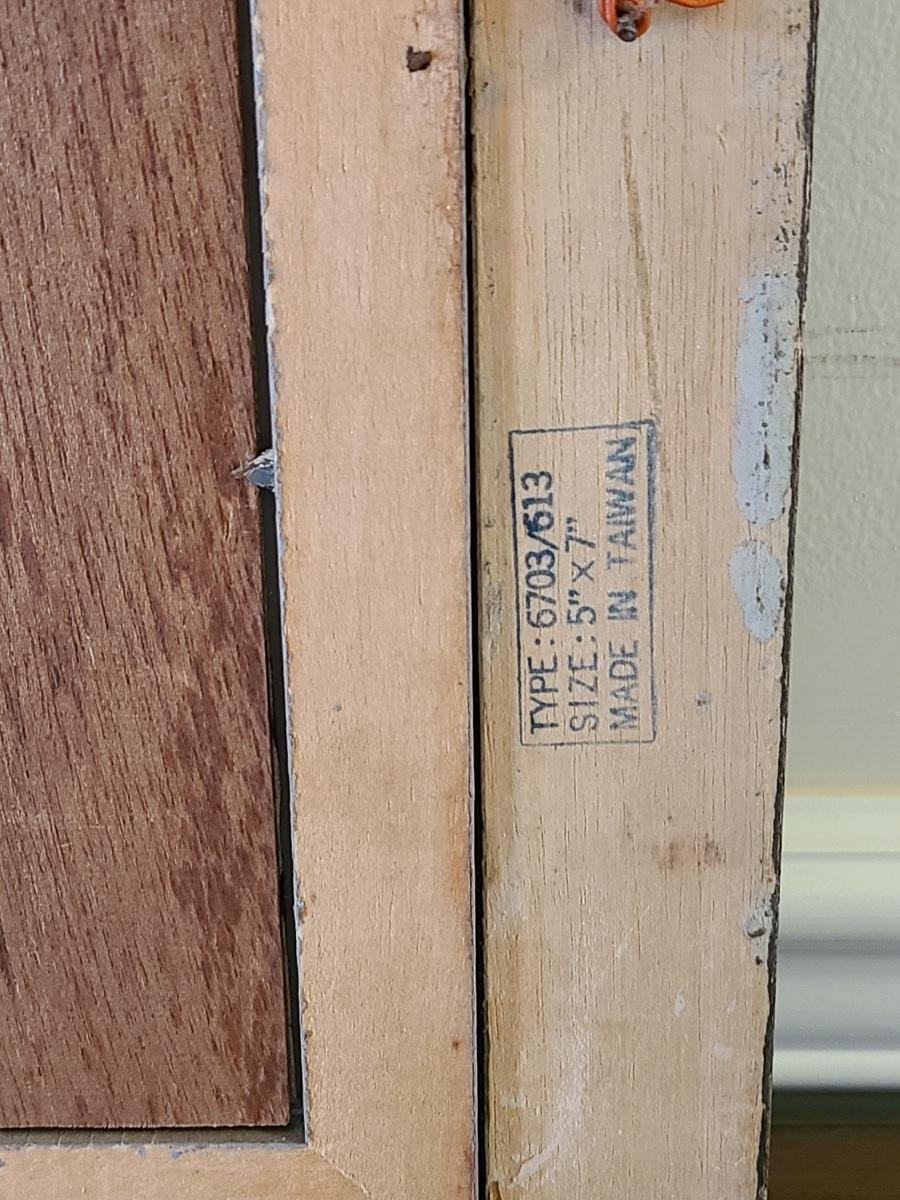 TYPE: 6703/613
SIZE: 5" x 7"
MADE IN TAIWAN